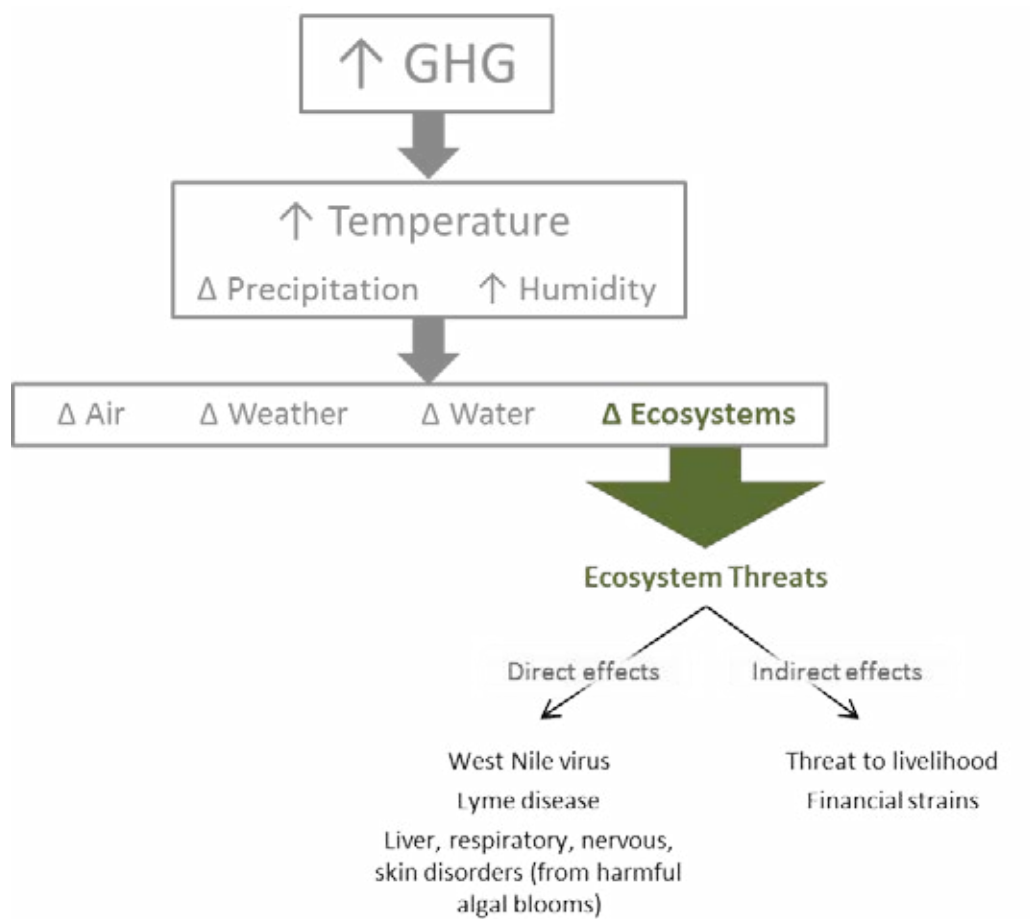 ↑ GHG
↑ Temperature
Δ Precipitation ↑ Humidity
Δ Air Δ Weather Δ Water Δ Ecosystems
Ecosystem Threats
Direct effects Indirect effects
West Nile virus Threat to livelihood
Lyme disease Financial strains
Liver, respiratory, nervous,
skin disorders (from harmful
algal blooms)